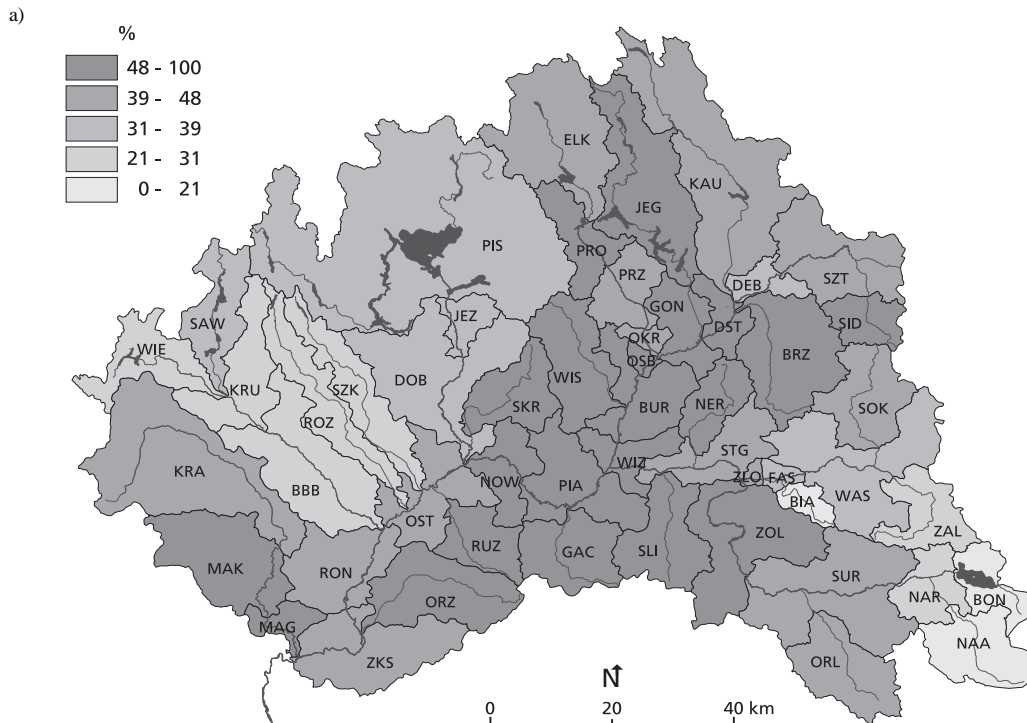 a)
%
48 - 100
39 - 48
31 - 39
21 - 31
0 - 21
ELK
KAU
JEG
PIS
PRO
PRZ
DEB
SZT
GON
SAW
JEZ
DST
SID
OKR
WIE
OSB
BRZ
KRU
SZK
DOB
WIS
BUR
NER
SKR
SOK
ROZ
STG
KRA
WIZ
ZLO
FAS
BBB
NOW
PIA
BIA
WAS
OST
ZOL
ZAL
RUZ
GAC
SLI
MAK
RON
SUR
ORZ
NAR
BON
MAG
NAA
ZKS
ORL
N
0 20 40 km